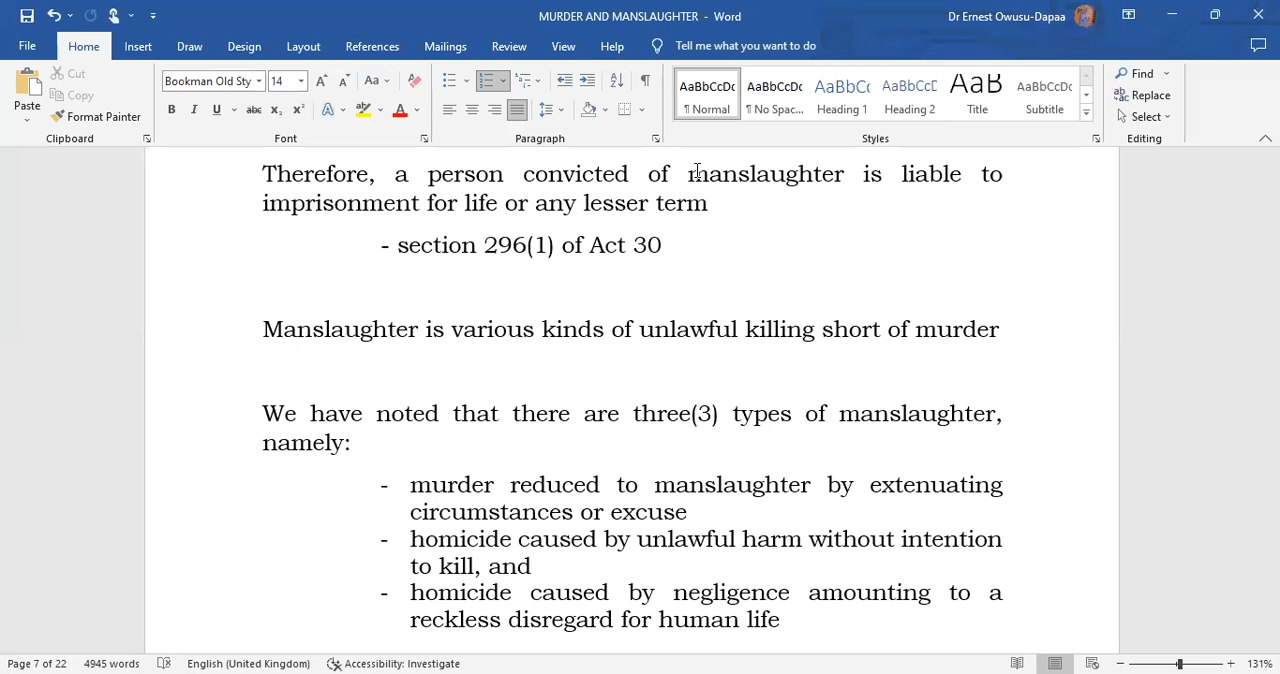 MURDER AND MANSLAUGHTER - Word
Dr Ernest Owusu-Dapaa
File Home Insert Draw Design Layout References Mailings Review View Help Tell me what you want to do
Paste
Cut
Copy
Format Painter
Clipboard
Bookman Old Sty 14
Font
Paragraph
AaBbCcDc AaBbCcDc AaBbCc AaBbCcD AaB AaBbCcDc
¶ Normal ¶ No Spac... Heading 1 Heading 2 Title Subtitle
Styles
Find
Replace
Select
Editing
Therefore, a person convicted of manslaughter is liable to
imprisonment for life or any lesser term
- section 296(1) of Act 30
Manslaughter is various kinds of unlawful killing short of murder
We have noted that there are three(3) types of manslaughter,
namely:
- murder reduced to manslaughter by extenuating
circumstances or excuse
- homicide caused by unlawful harm without intention
to kill, and
- homicide caused by negligence amounting to a
reckless disregard for human life
Page 7 of 22 4945 words English (United Kingdom) Accessibility: Investigate 131%